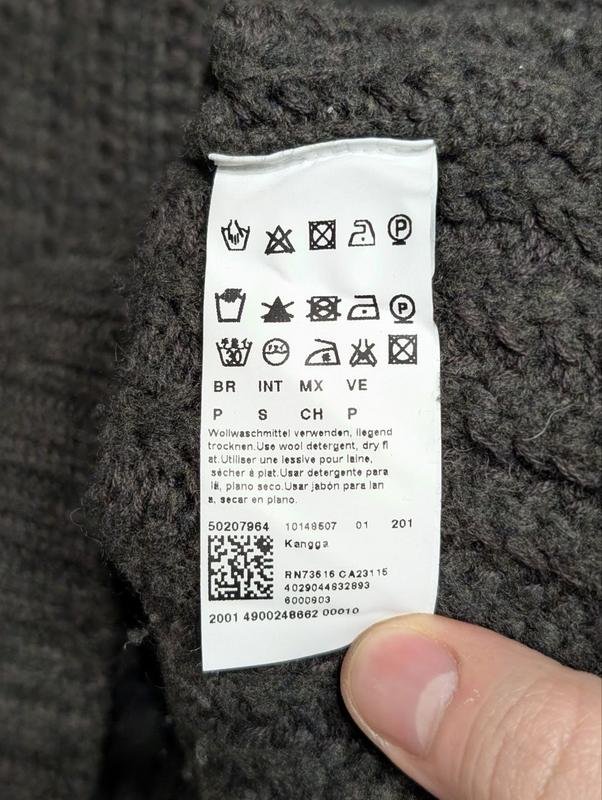 P
P
30
BR INT MX VE
P S CH P
Wollwaschmittel verwenden, liegend
trocknen.Use wool detergent, dry fl
at.Utiliser une lessive pour laine,
sécher à plat.Usar detergente para
lã, plano seco.Usar jabón para lan
a, secar en plano.
50207964 10148507 01 201
Kangga
RN73616 CA23115
4029044832893
6000803
2001 4900248662 00010